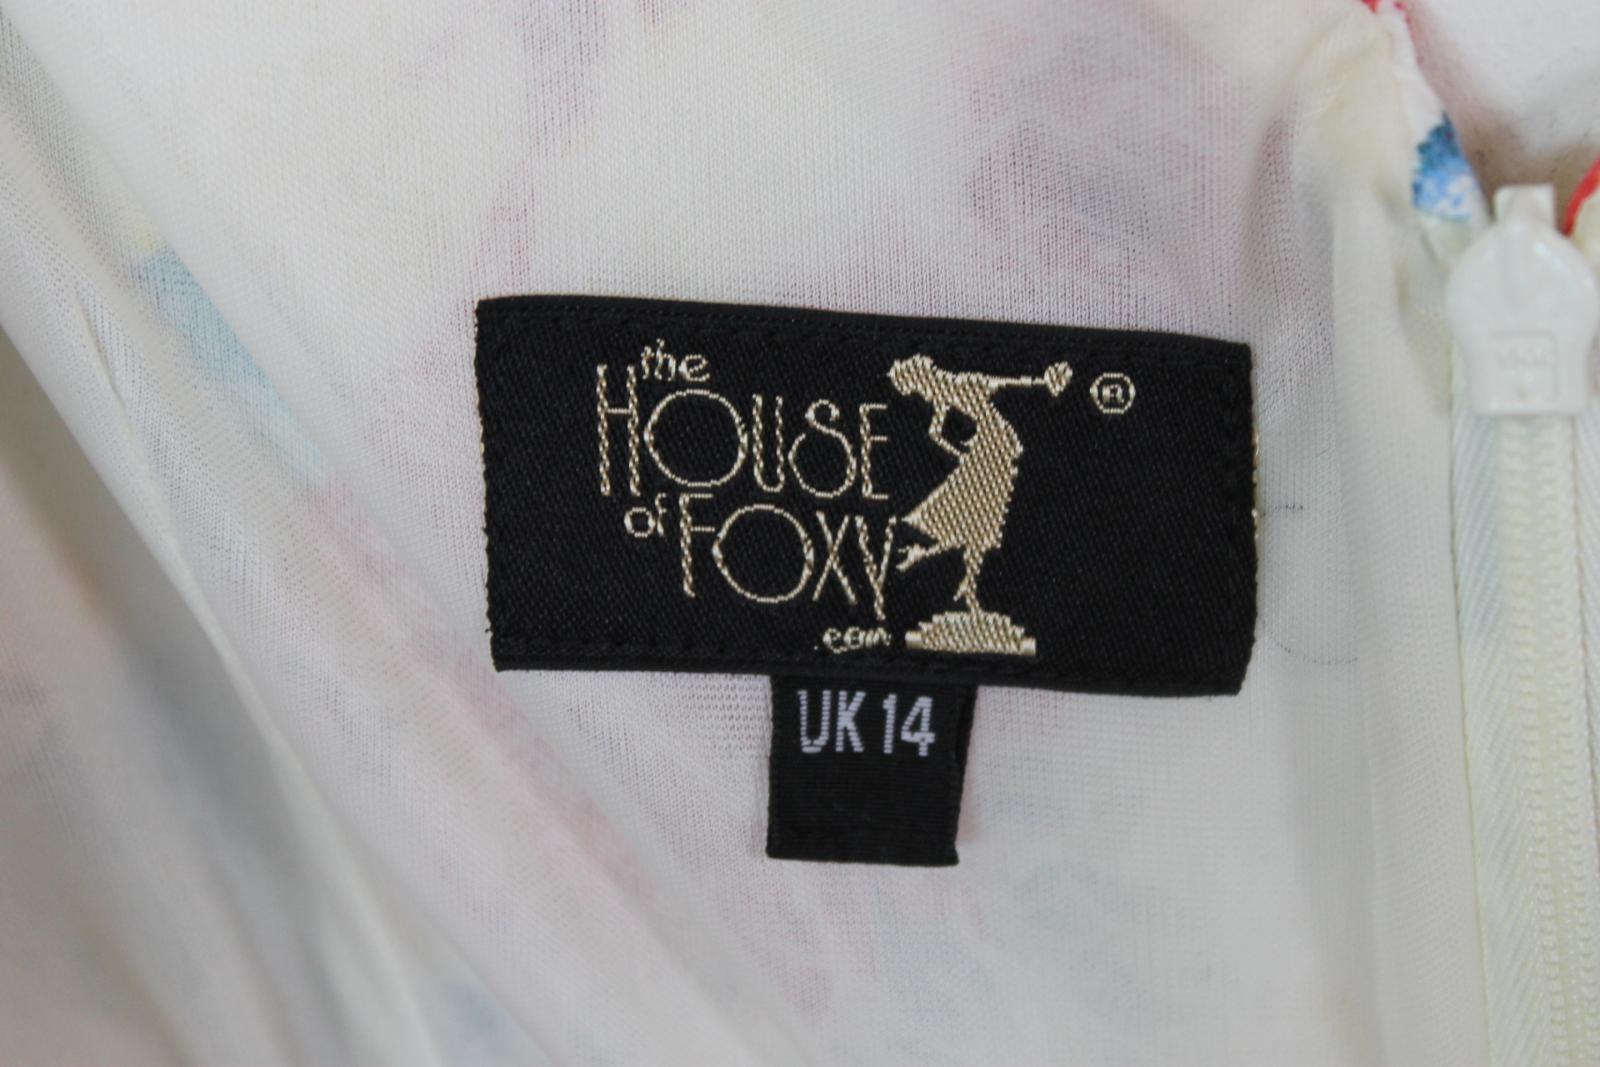 the
HOUSE
of FOXY
.com
®
UK 14